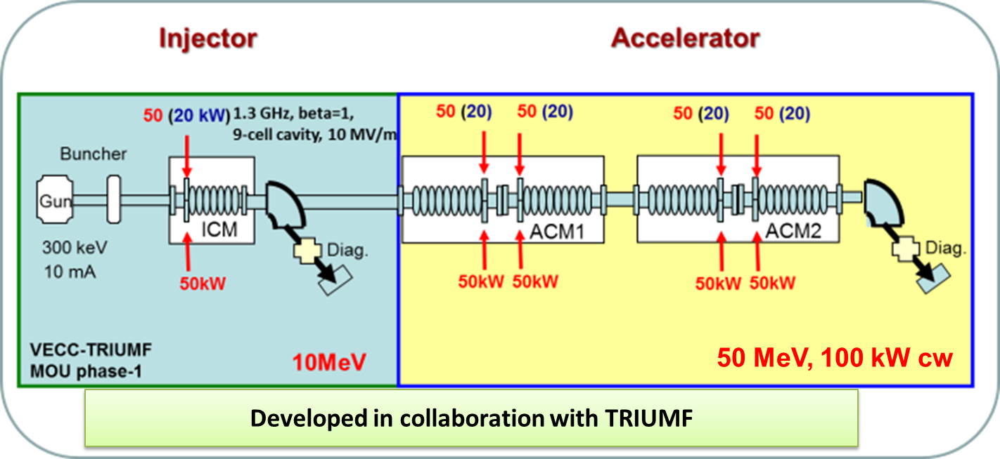 Injector
Accelerator
50 (20 kW)
1.3 GHz, beta=1,
9-cell cavity, 10 MV/m
50 (20)
50 (20)
50 (20)
50 (20)
Buncher
Gun
ICM
ACM1
ACM2
300 keV
10 mA
Diag.
Diag.
50kW
50kW
50kW
50kW
50kW
VECC-TRIUMF
MOU phase-1
10MeV
50 MeV, 100 kW cw
Developed in collaboration with TRIUMF